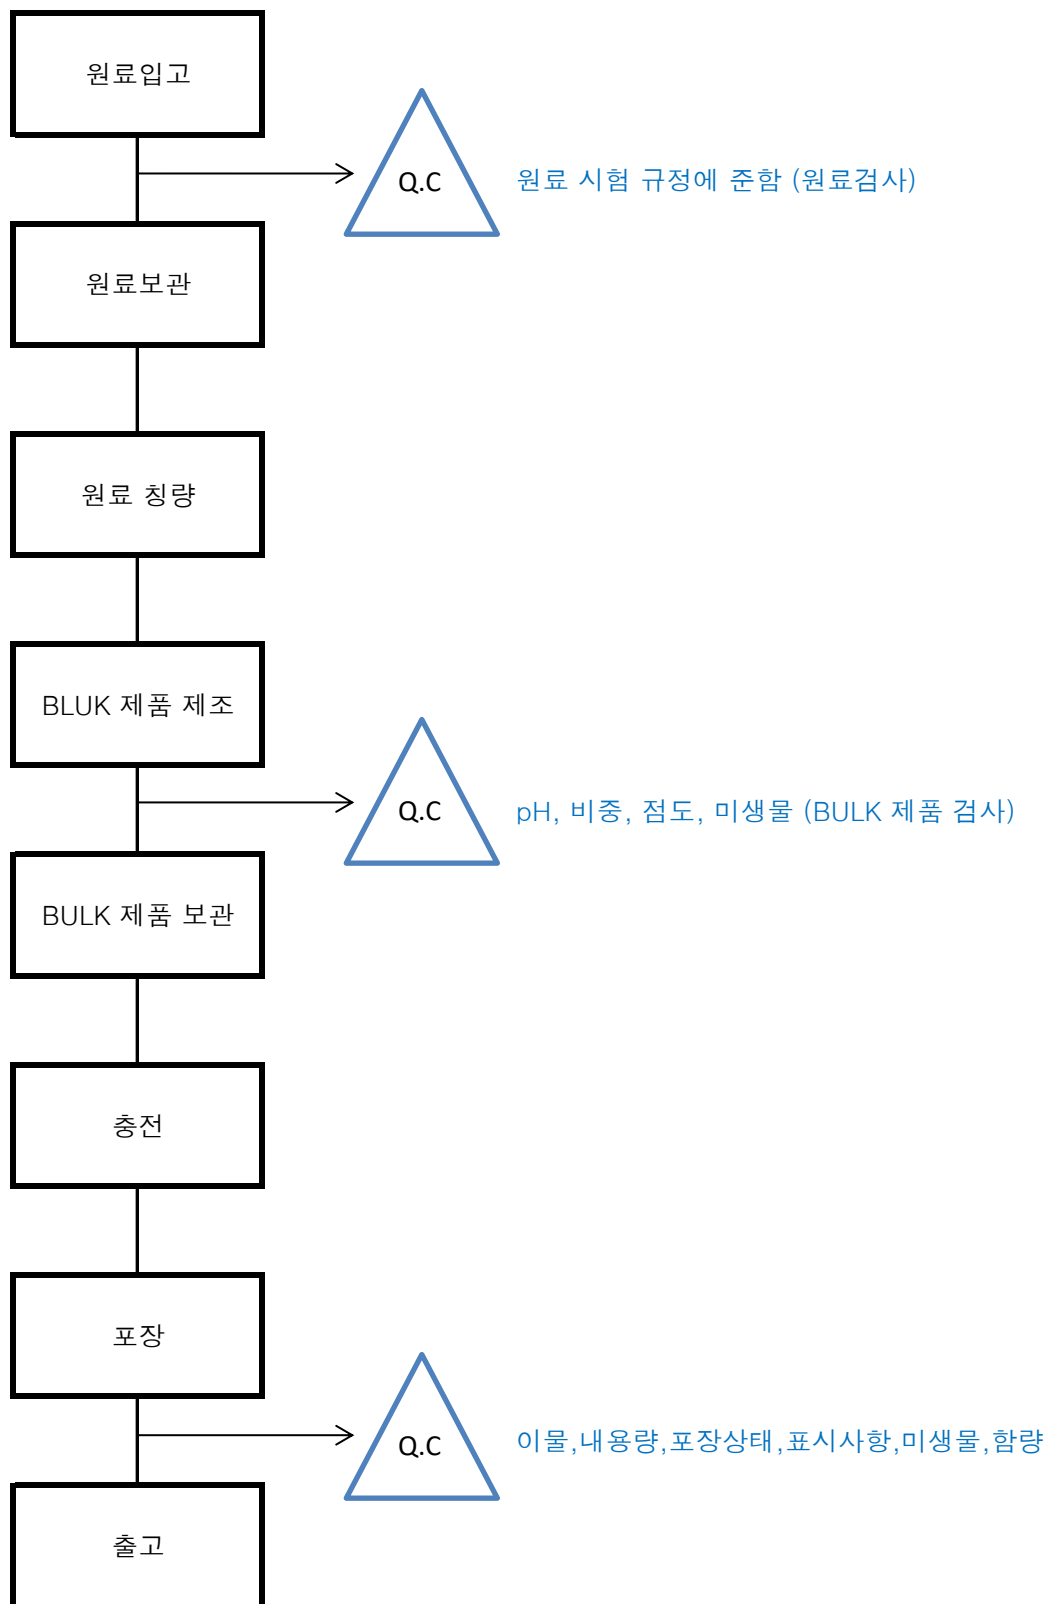 원료입고
Q.C
원료 시험 규정에 준함 (원료검사)
원료보관
원료 칭량
BLUK 제품 제조
Q.C
pH, 비중, 점도, 미생물 (BULK 제품 검사)
BULK 제품 보관
충전
포장
Q.C
이물,내용량,포장상태,표시사항,미생물,함량
출고